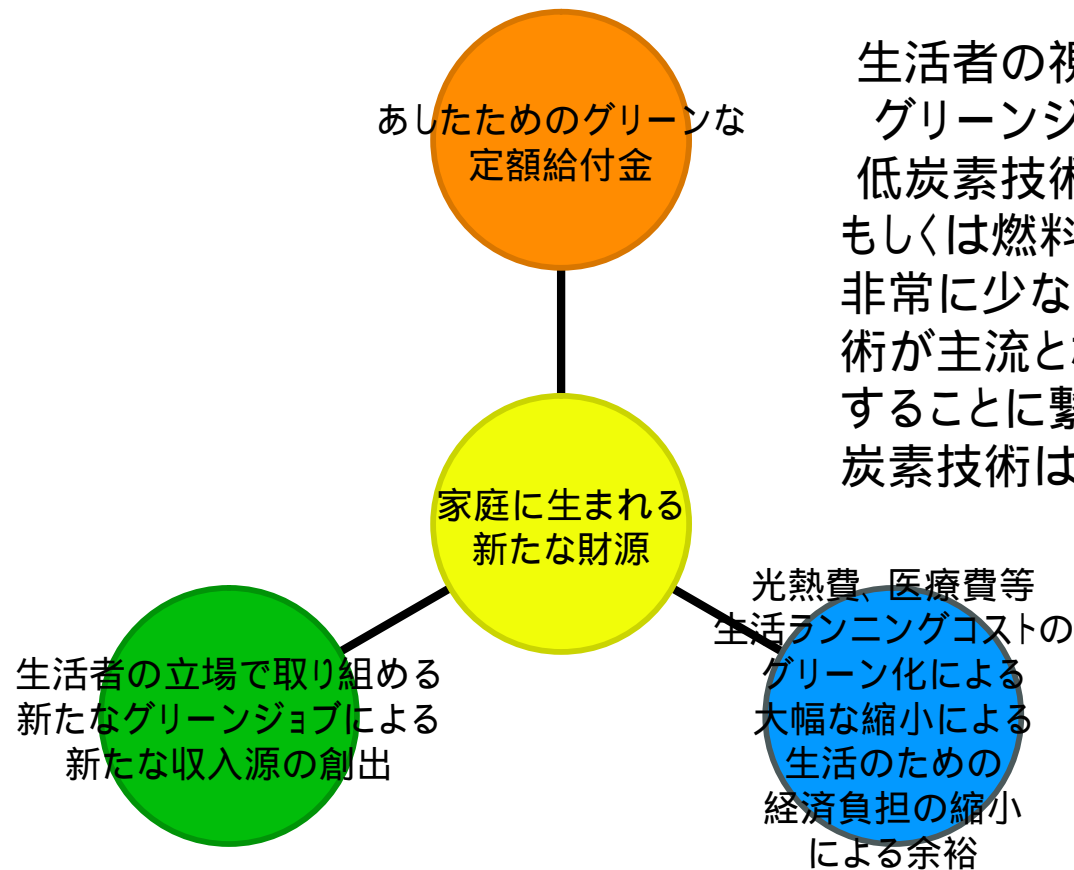 あしたためのグリーンな
定額給付金
生活者の視
グリーンジ
低炭素技術
もしくは燃料
非常に少な
術が主流と
することに繋
炭素技術は
家庭に生まれる
新たな財源
光熱費、医療費等
生活ランニングコストの
グリーン化による
大幅な縮小による
生活のための
経済負担の縮小
による余裕
生活者の立場で取り組める
新たなグリーンジョブによる
新たな収入源の創出